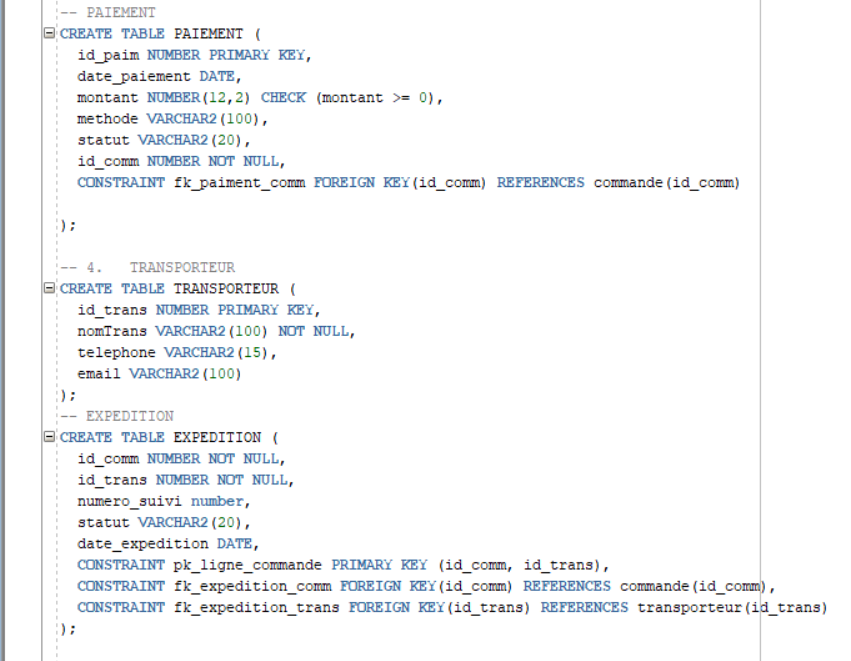 -- PAIEMENT
CREATE TABLE PAIEMENT (
id_paim NUMBER PRIMARY KEY,
date_paiement DATE,
montant NUMBER(12,2) CHECK (montant >= 0),
methode VARCHAR2(100),
statut VARCHAR2(20),
id_comm NUMBER NOT NULL,
CONSTRAINT fk_paiment_comm FOREIGN KEY(id_comm) REFERENCES commande(id_comm)
);
-- 4.   TRANSPORTEUR
CREATE TABLE TRANSPORTEUR (
id_trans NUMBER PRIMARY KEY,
nomTrans VARCHAR2(100) NOT NULL,
telephone VARCHAR2(15),
email VARCHAR2(100)
);
-- EXPEDITION
CREATE TABLE EXPEDITION (
id_comm NUMBER NOT NULL,
id_trans NUMBER NOT NULL,
numero_suivi number,
statut VARCHAR2(20),
date_expedition DATE,
CONSTRAINT pk_ligne_commande PRIMARY KEY (id_comm, id_trans),
CONSTRAINT fk_expedition_comm FOREIGN KEY(id_comm) REFERENCES commande(id_comm),
CONSTRAINT fk_expedition_trans FOREIGN KEY(id_trans) REFERENCES transporteur(id_trans)
);